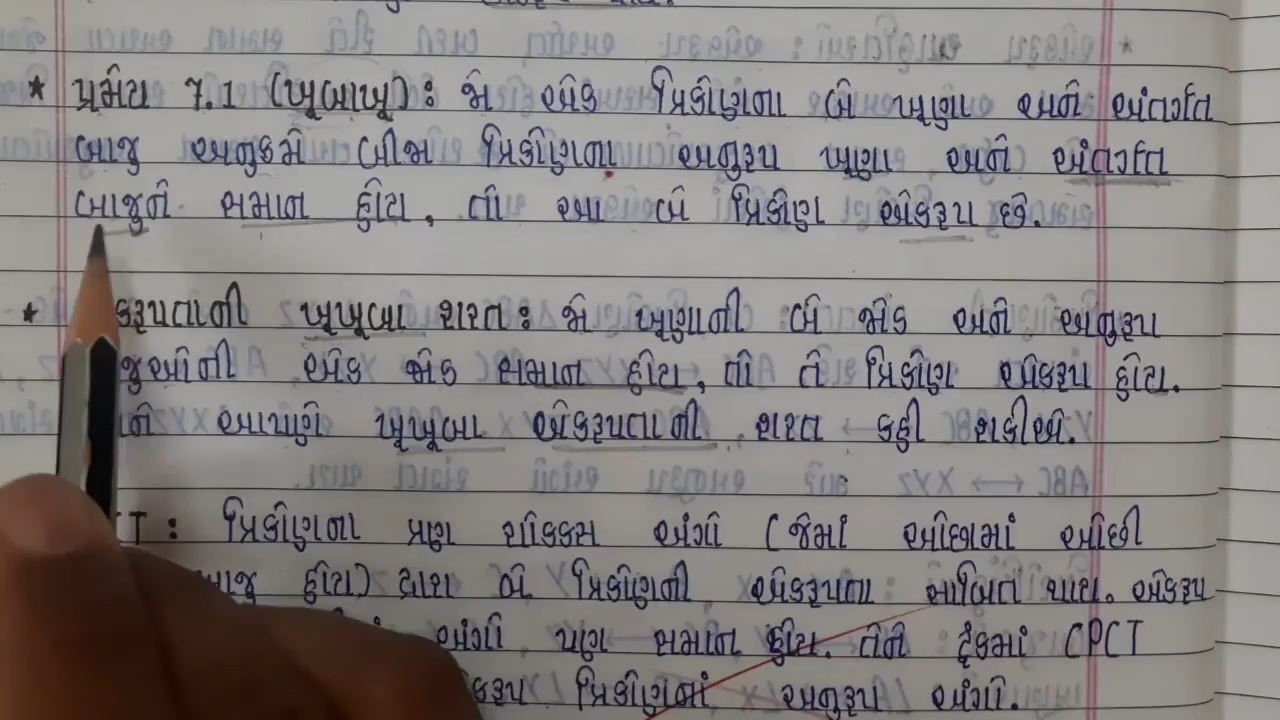 * પ્રમેય 7.1 (ખૂબાખૂ) : જો એક ત્રિકોણના બે ખૂણા અને અંતર્ગત
બાજુ અનુક્રમે બીજા ત્રિકોણના અનુરૂપ ખૂણા અને અંતર્ગત
બાજુને સમાન હોય, તો આ બે ત્રિકોણ એકરૂપ છે.
* કરૂપતાની ખૂખૂબા શરત : જો ખૂણાની બે જોડ અને અનુરૂપ
જુઓની એક જોડ સમાન હોય, તો તે ત્રિકોણ એકરૂપ હોય.
ને આપણે ખૂખૂબા એકરૂપતાની શરત કહી શકીએ.
CT : ત્રિકોણના ત્રણ ચોક્કસ અંગો (જેમાં ઓછામાં ઓછી
બાજુ હોય) દ્વારા બે ત્રિકોણની એકરૂપતા સાબિત થાય. એકરૂપ
અંગો પણ સમાન હોય. તેને ટૂંકમાં CPCT
કરૂપ ત્રિકોણનાં અનુરૂપ અંગો.